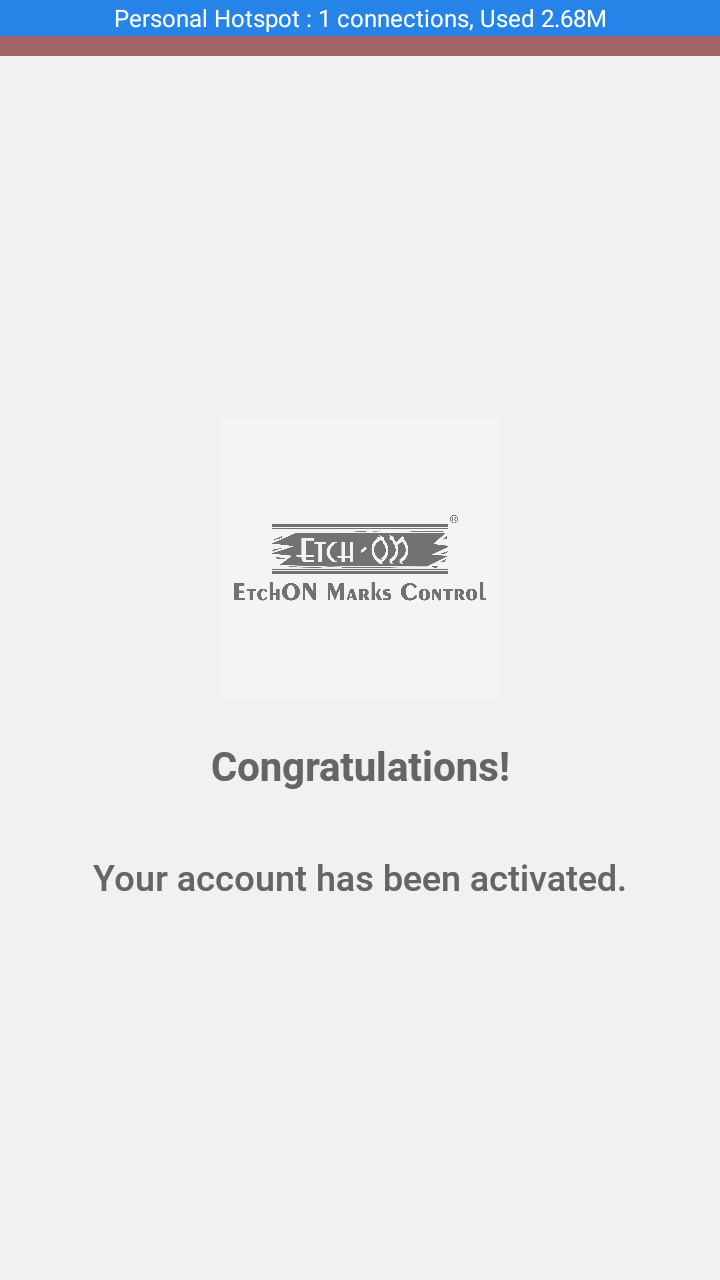 Personal Hotspot : 1 connections, Used 2.68M
®
ETCH·ON
EtchON Marks Control
Congratulations!
Your account has been activated.